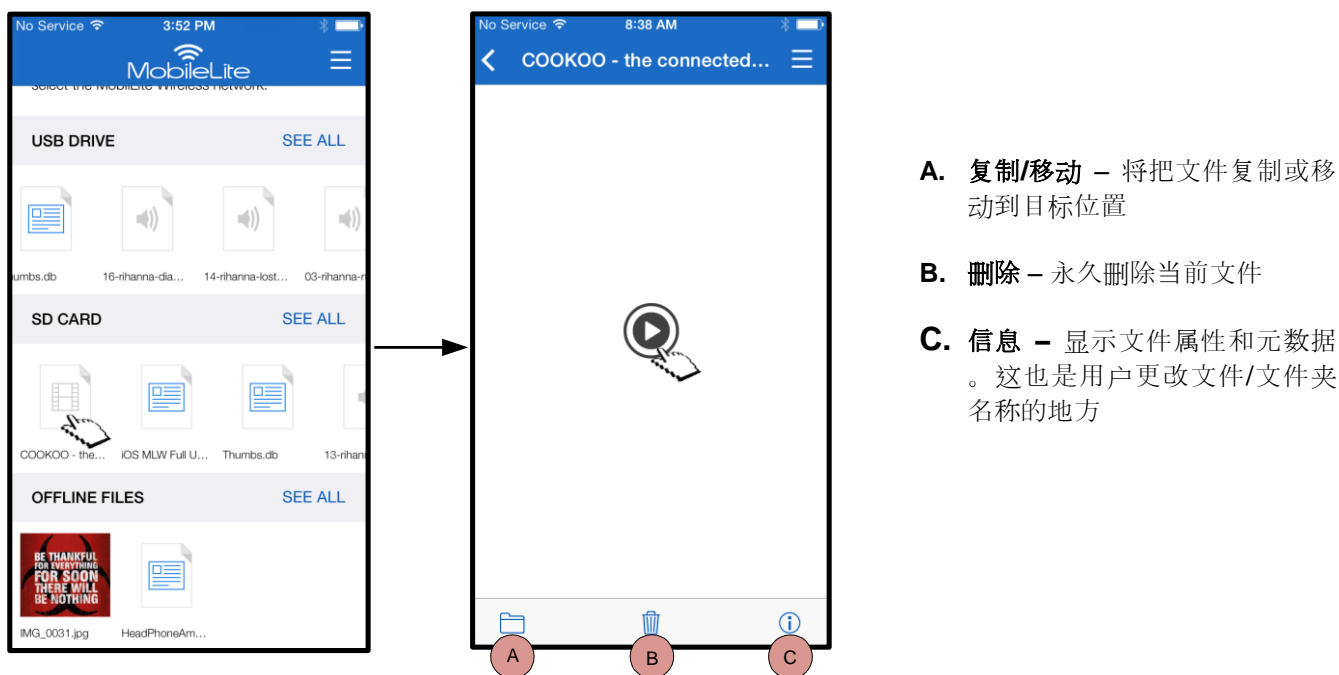 No Service 3:52 PM
MobileLite
select the MobiLite Wireless network.
USB DRIVE SEE ALL
umbs.db 16-rihanna-dia... 14-rihanna-lost... 03-rihanna-r
SD CARD SEE ALL
COOKOO - the... iOS MLW Full U... Thumbs.db 13-rihan
OFFLINE FILES SEE ALL
BE THANKFUL
FOR EVERYTHING
FOR SOON
THERE WILL
BE NOTHING
IMG_0031.jpg HeadPhoneAm...
No Service 8:38 AM
COOKOO - the connected...
A B C
A. 复制/移动 – 将把文件复制或移
动到目标位置
B. 删除 – 永久删除当前文件
C. 信息 – 显示文件属性和元数据
。这也是用户更改文件/文件夹
名称的地方